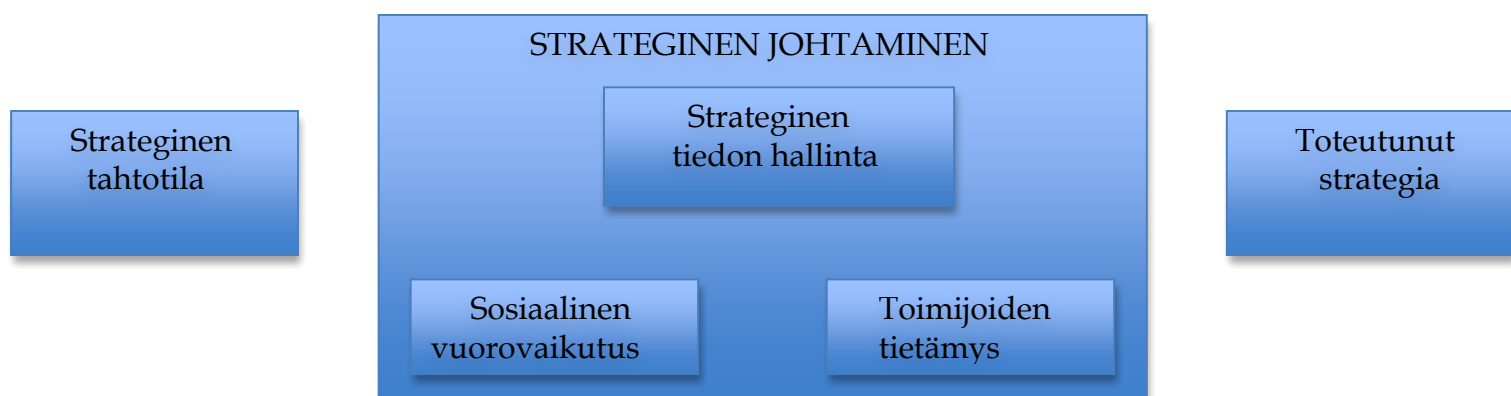 STRATEGINEN JOHTAMINEN
Strateginen
tiedon hallinta
Strateginen
tahtotila
Toteutunut
strategia
Sosiaalinen
vuorovaikutus
Toimijoiden
tietämys